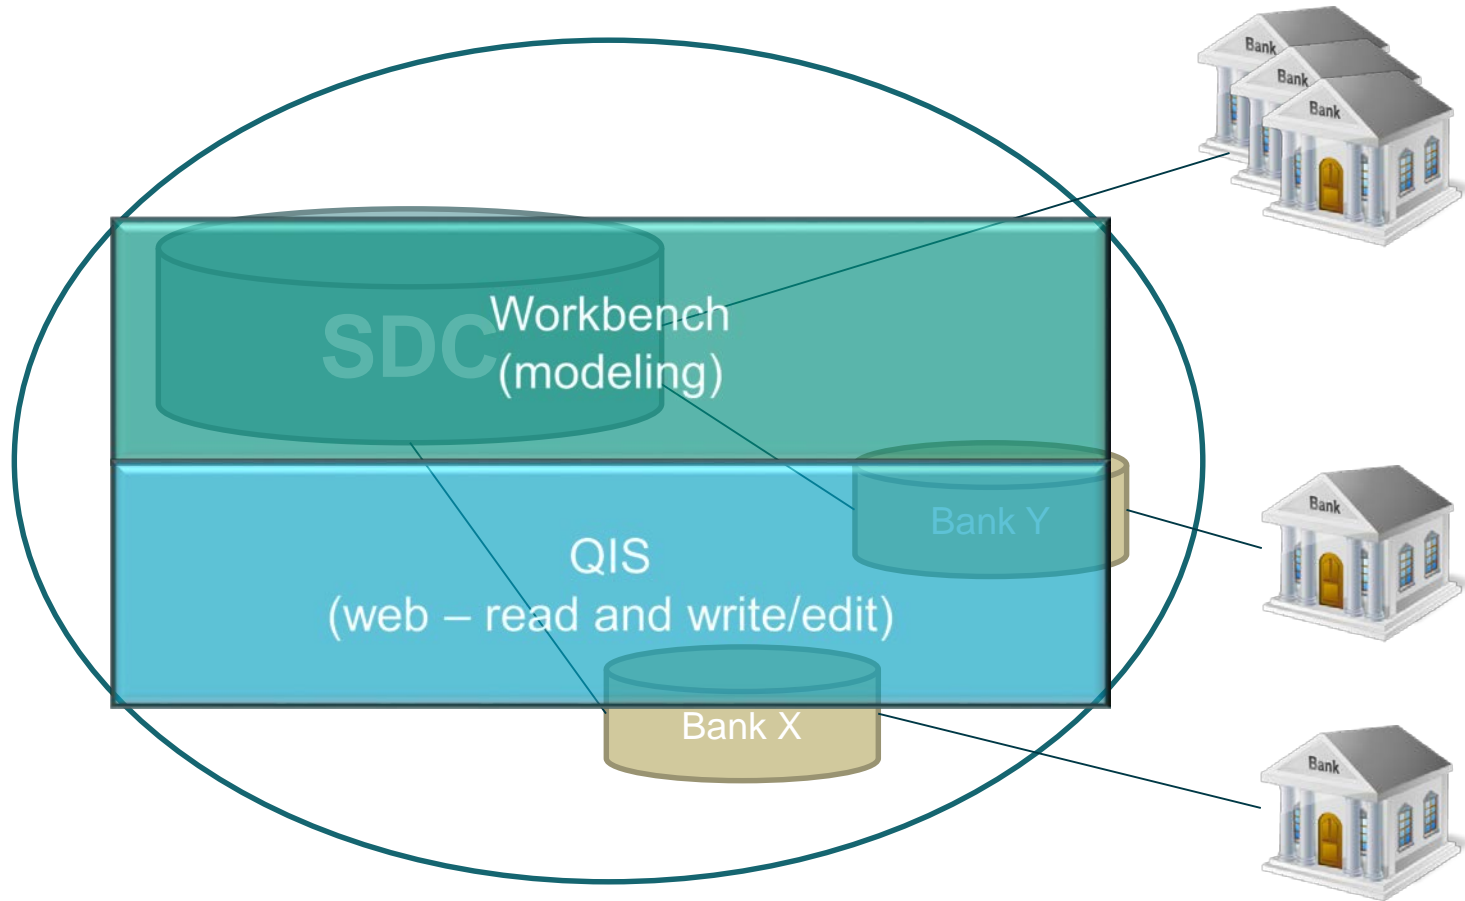 Bank
Bank
Bank
SDC
Workbench
(modeling)
Bank Y
Bank
QIS
(web – read and write/edit)
Bank X
Bank